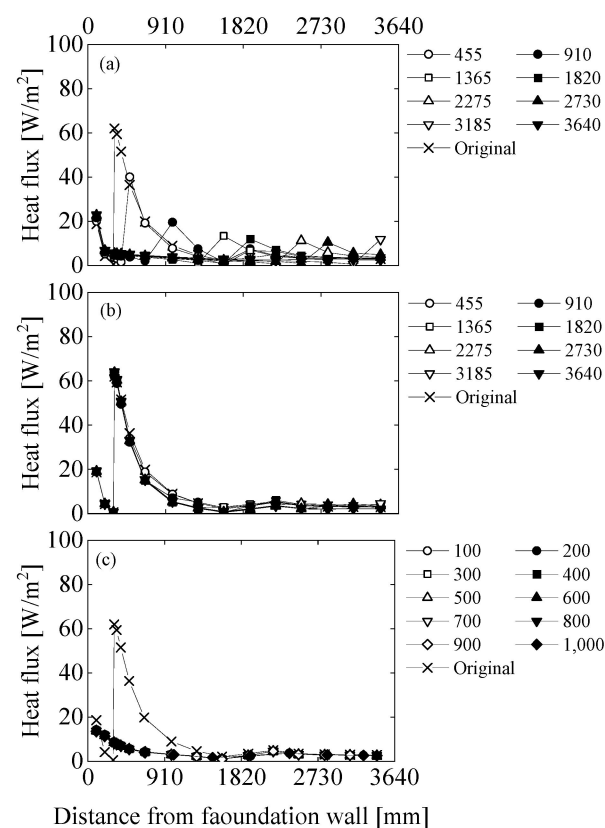 0 910 1820 2730 3640
100
80
60
40
20
0
Heat flux [W/m²]
(a)
455 910
1365 1820
2275 2730
3185 3640
Original
100
80
60
40
20
0
Heat flux [W/m²]
(b)
455 910
1365 1820
2275 2730
3185 3640
Original
100
80
60
40
20
0
Heat flux [W/m²]
(c)
100 200
300 400
500 600
700 800
900 1,000
Original
0 910 1820 2730 3640
Distance from faoundation wall [mm]